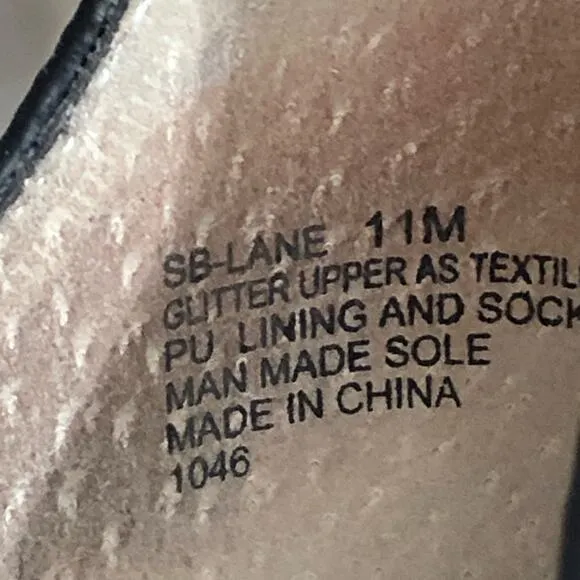 SB-LANE 11M
GLITTER UPPER AS TEXTIL
PU LINING AND SOCK
MAN MADE SOLE
MADE IN CHINA
1046